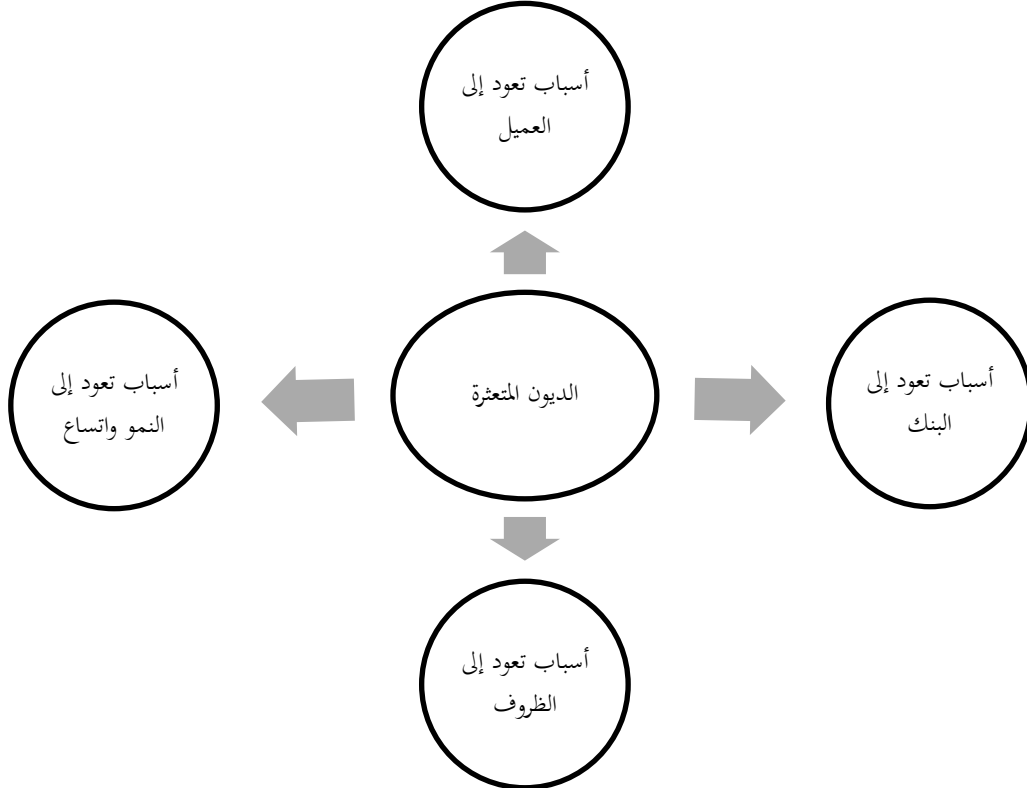 أسباب تعود إلى
العميل
أسباب تعود إلى
البنك
الديون المتعثرة
أسباب تعود إلى
النمو واتساع
أسباب تعود إلى
الظروف